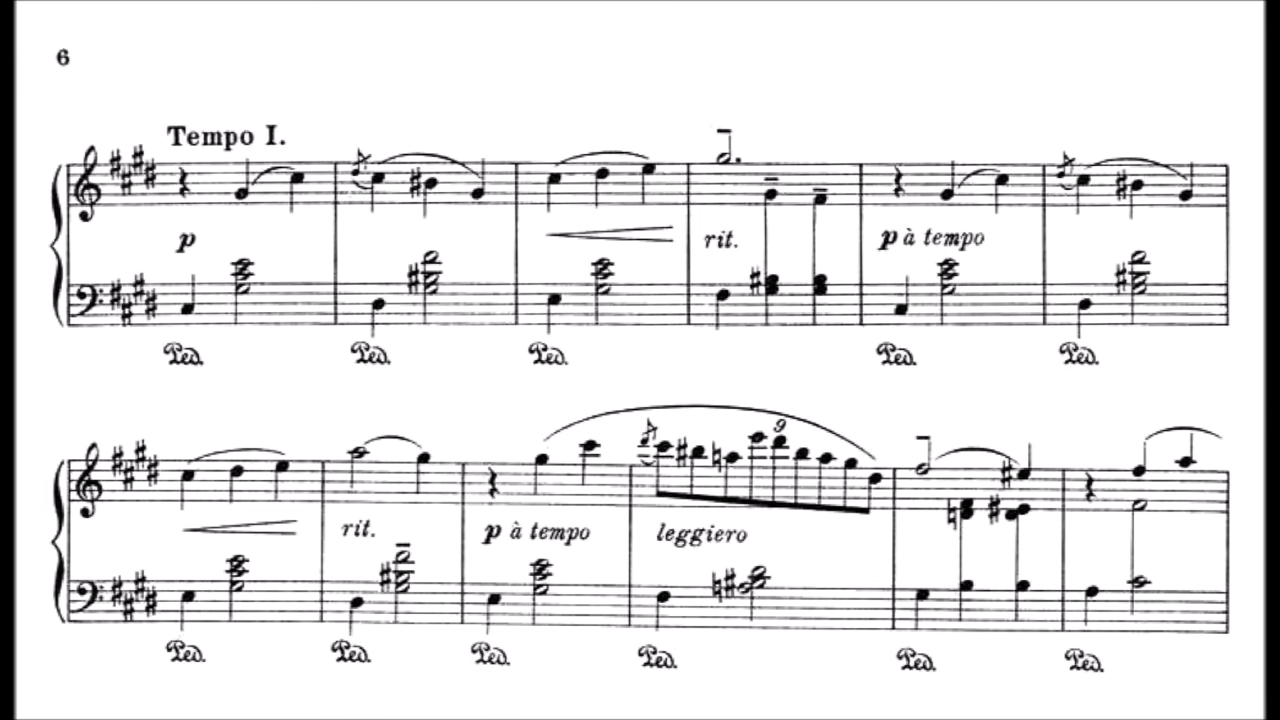 6
Tempo I.
p rit. p à tempo
Ped. Ped. Ped. Ped. Ped.
9
rit. p à tempo leggiero
Ped. Ped. Ped. Ped. Ped. Ped.